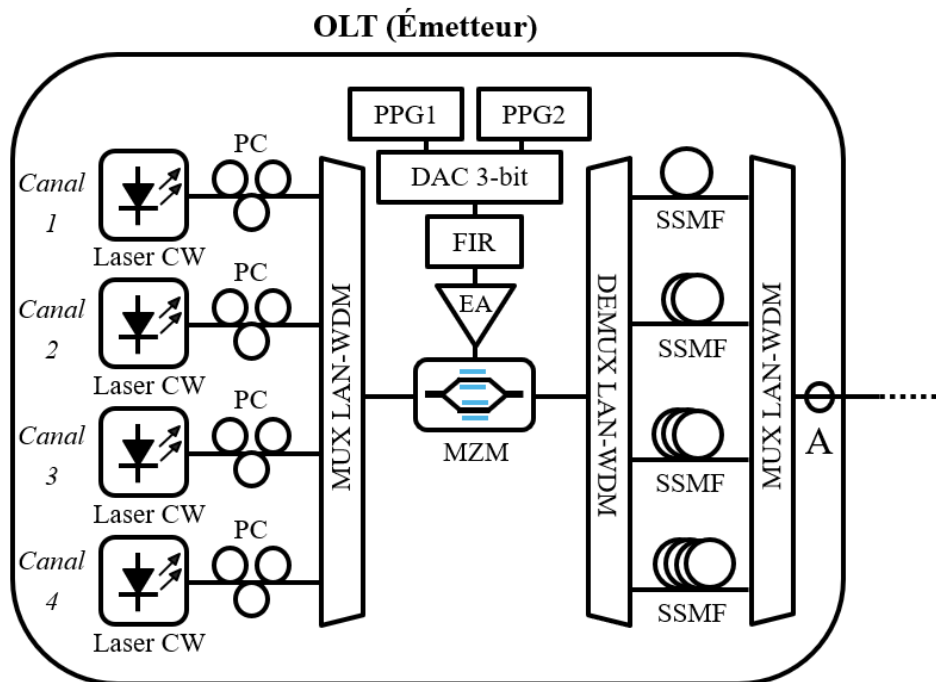 OLT (Émetteur)
PPG1
PPG2
DAC 3-bit
FIR
EA
MZM
Canal
1
PC
Laser CW
Canal
2
PC
Laser CW
Canal
3
PC
Laser CW
Canal
4
PC
Laser CW
MUX LAN-WDM
DEMUX LAN-WDM
SSMF
SSMF
SSMF
SSMF
MUX LAN-WDM
A